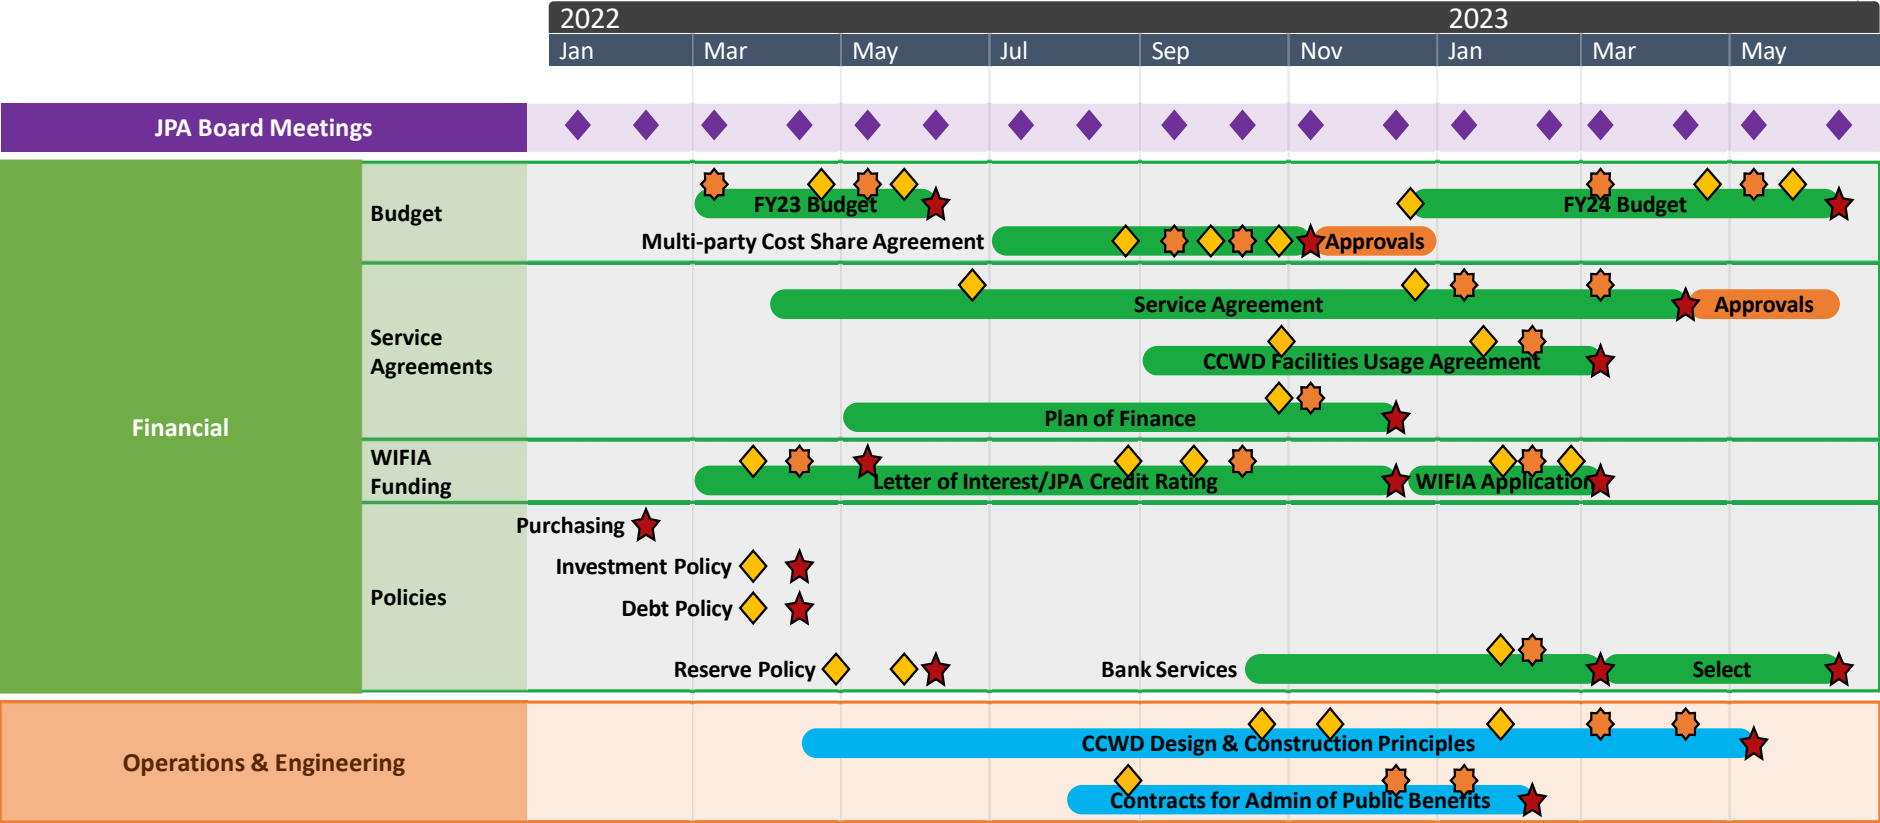 2022 2023
Jan Mar May Jul Sep Nov Jan Mar May
JPA Board Meetings
Financial
Budget
FY23 Budget
FY24 Budget
Multi-party Cost Share Agreement
Approvals
Service
Agreements
Service Agreement
Approvals
CCWD Facilities Usage Agreement
Plan of Finance
WIFIA
Funding
Letter of Interest/JPA Credit Rating
WIFIA Application
Policies
Purchasing
Investment Policy
Debt Policy
Reserve Policy
Bank Services
Select
Operations & Engineering
CCWD Design & Construction Principles
Contracts for Admin of Public Benefits